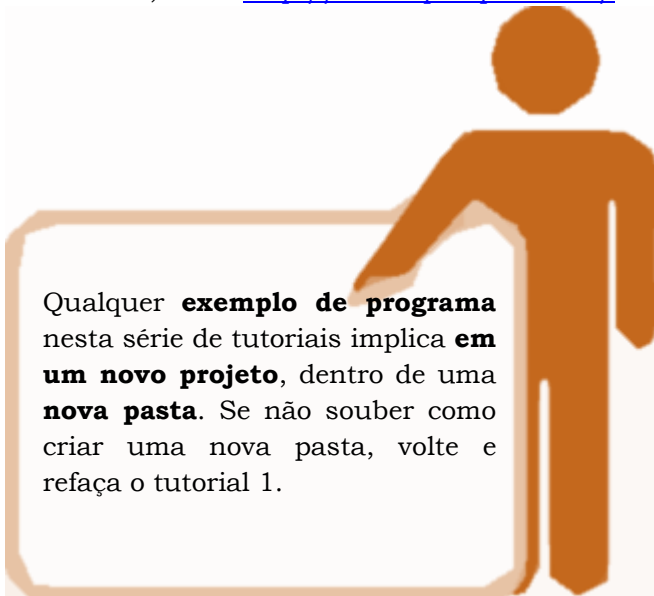 Qualquer exemplo de programa
nesta série de tutoriais implica em
um novo projeto, dentro de uma
nova pasta. Se não souber como
criar uma nova pasta, volte e
refaça o tutorial 1.